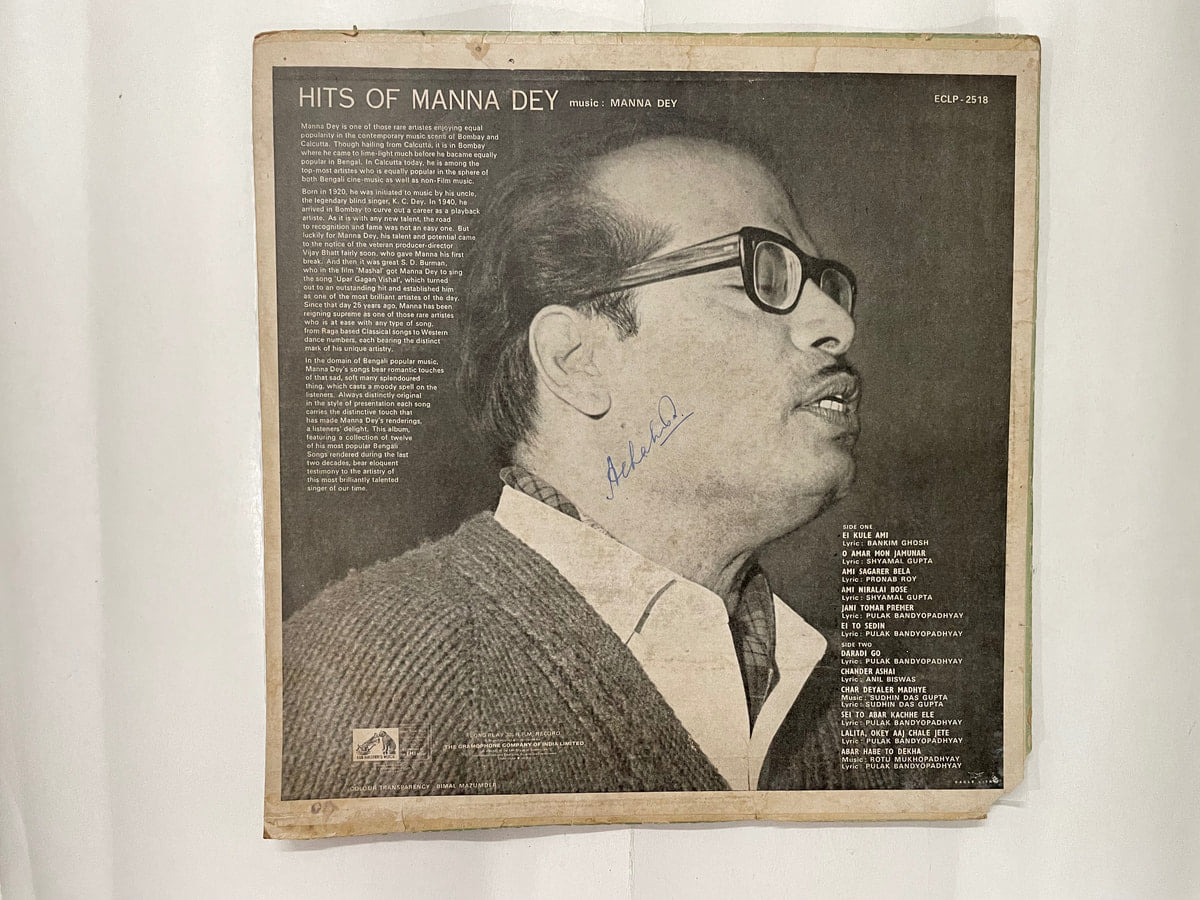 HITS OF MANNA DEY music : MANNA DEY
ECLP - 2518
Manna Dey is one of those rare artistes enjoying equal
popularity in the contemporary music scene of Bombay and
Calcutta. Though hailing from Calcutta, it is in Bombay
where he came to lime-light much before he bacame equally
popular in Bengal. In Calcutta today, he is among the
top-most artistes who is equally popular in the sphere of
both Bengali cine-music as well as non-Film music.
Born in 1920, he was initiated to music by his uncle,
the legendary blind singer, K. C. Dey. In 1940, he
arrived in Bombay to curve out a career as a playback
artiste. As it is with any new talent, the road
to recognition and fame was not an easy one. But
luckily for Manna Dey, his talent and potential came
to the notice of the veteran producer-director
Vijay Bhatt fairly soon, who gave Manna his first
break. And then it was great S. D. Burman,
who in the film 'Mashal' got Manna Dey to sing
the song 'Upar Gagan Vishal', which turned
out to an outstanding hit and established him
as one of the most brilliant artistes of the day.
Since that day 25 years ago, Manna has been
reigning supreme as one of those rare artistes
who is at ease with any type of song,
from Raga based Classical songs to Western
dance numbers, each bearing the distinct
mark of his unique artistry.
In the domain of Bengali popular music,
Manna Dey's songs bear romantic touches
of that sad, soft many splendoured
thing, which casts a moody spell on the
listeners. Always distinctly original
in the style of presentation each song
carries the distinctive touch that
has made Manna Dey's renderings,
a listeners' delight. This album,
featuring a collection of twelve
of his most popular Bengali
Songs rendered during the last
two decades, bear eloquent
testimony to the artistry of
this most brilliantly talented
singer of our time.
SIDE ONE
EI KULE AMI
Lyric : BANKIM GHOSH
O AMAR MON JAMUNAR
Lyric : SHYAMAL GUPTA
AMI SAGARER BELA
Lyric : PRONAB ROY
AMI NIRALAI BOSE
Lyric : SHYAMAL GUPTA
JANI TOMAR PREMER
Lyric : PULAK BANDYOPADHYAY
EI TO SEDIN
Lyric : PULAK BANDYOPADHYAY
SIDE TWO
DARADI GO
Lyric : PULAK BANDYOPADHYAY
CHANDER ASHAI
Lyric : ANIL BISWAS
CHAR DEYALER MADHYE
Music : SUDHIN DAS GUPTA
Lyric : SUDHIN DAS GUPTA
SEI TO ABAR KACHHE ELE
Lyric : PULAK BANDYOPADHYAY
LALITA, OKEY AAJ CHALE JETE
Lyric : PULAK BANDYOPADHYAY
ABAR HABE TO DEKHA
Music : ROTU MUKHOPADHYAY
Lyric : PULAK BANDYOPADHYAY
LONG PLAY 33⅓ R.P.M. RECORD
THE GRAMOPHONE COMPANY OF INDIA LIMITED
HIS MASTER'S VOICE
COLOUR TRANSPARENCY : BIMAL MAZUMDER